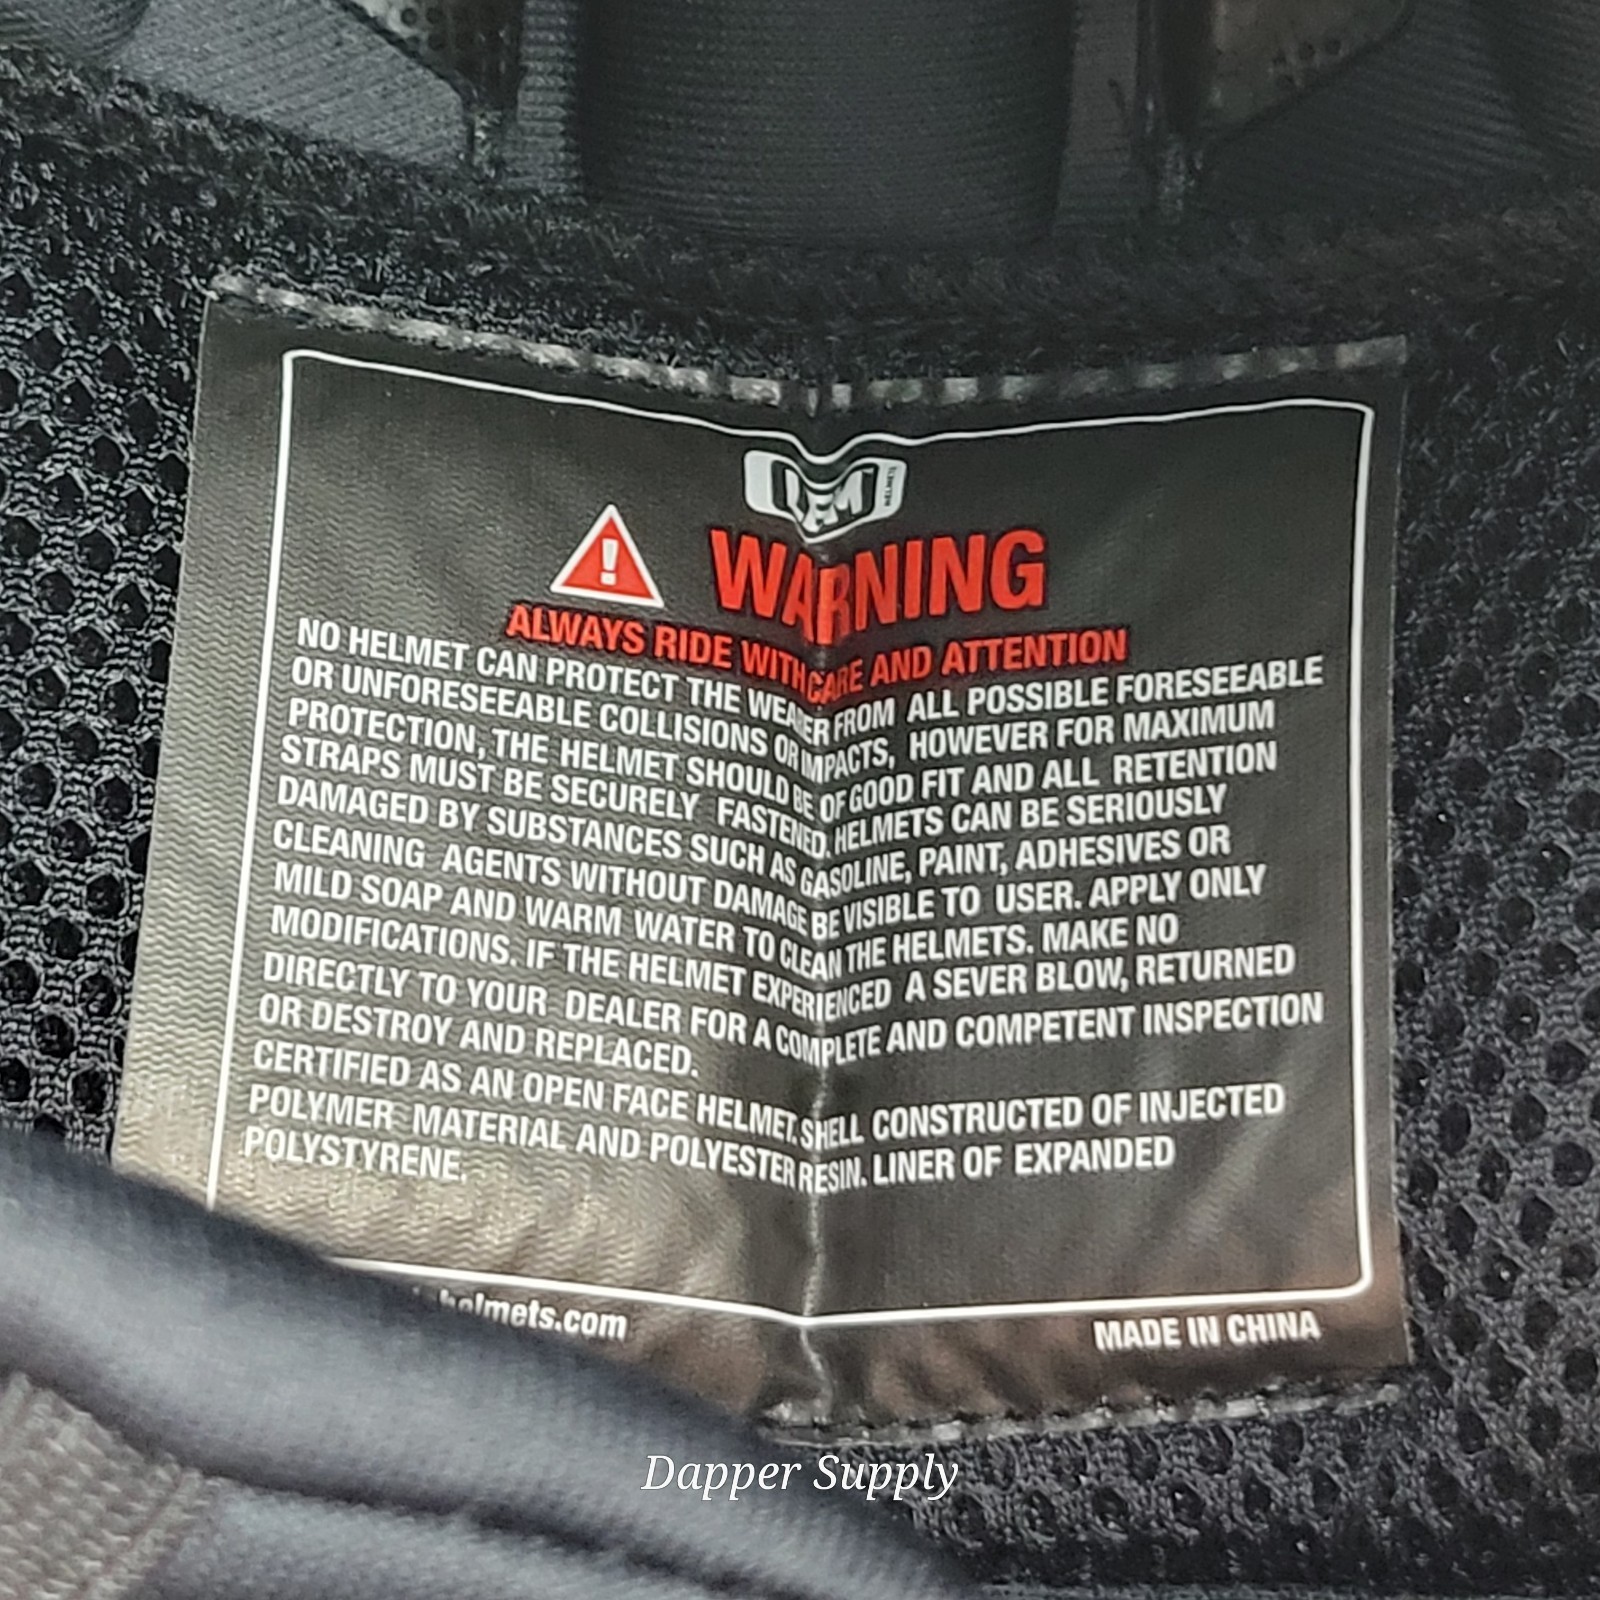 HELMETS
WARNING
ALWAYS RIDE WITH CARE AND ATTENTION
NO HELMET CAN PROTECT THE WEARER FROM ALL POSSIBLE FORESEEABLE
OR UNFORESEEABLE COLLISIONS OR IMPACTS, HOWEVER FOR MAXIMUM
PROTECTION, THE HELMET SHOULD BE OF GOOD FIT AND ALL RETENTION
STRAPS MUST BE SECURELY FASTENED. HELMETS CAN BE SERIOUSLY
DAMAGED BY SUBSTANCES SUCH AS GASOLINE, PAINT, ADHESIVES OR
CLEANING AGENTS WITHOUT DAMAGE BE VISIBLE TO USER. APPLY ONLY
MILD SOAP AND WARM WATER TO CLEAN THE HELMETS. MAKE NO
MODIFICATIONS. IF THE HELMET EXPERIENCED A SEVER BLOW, RETURNED
DIRECTLY TO YOUR DEALER FOR A COMPLETE AND COMPETENT INSPECTION
OR DESTROY AND REPLACED.
CERTIFIED AS AN OPEN FACE HELMET. SHELL CONSTRUCTED OF INJECTED
POLYMER MATERIAL AND POLYESTER RESIN. LINER OF EXPANDED
POLYSTYRENE.
helmets.com
MADE IN CHINA
Dapper Supply